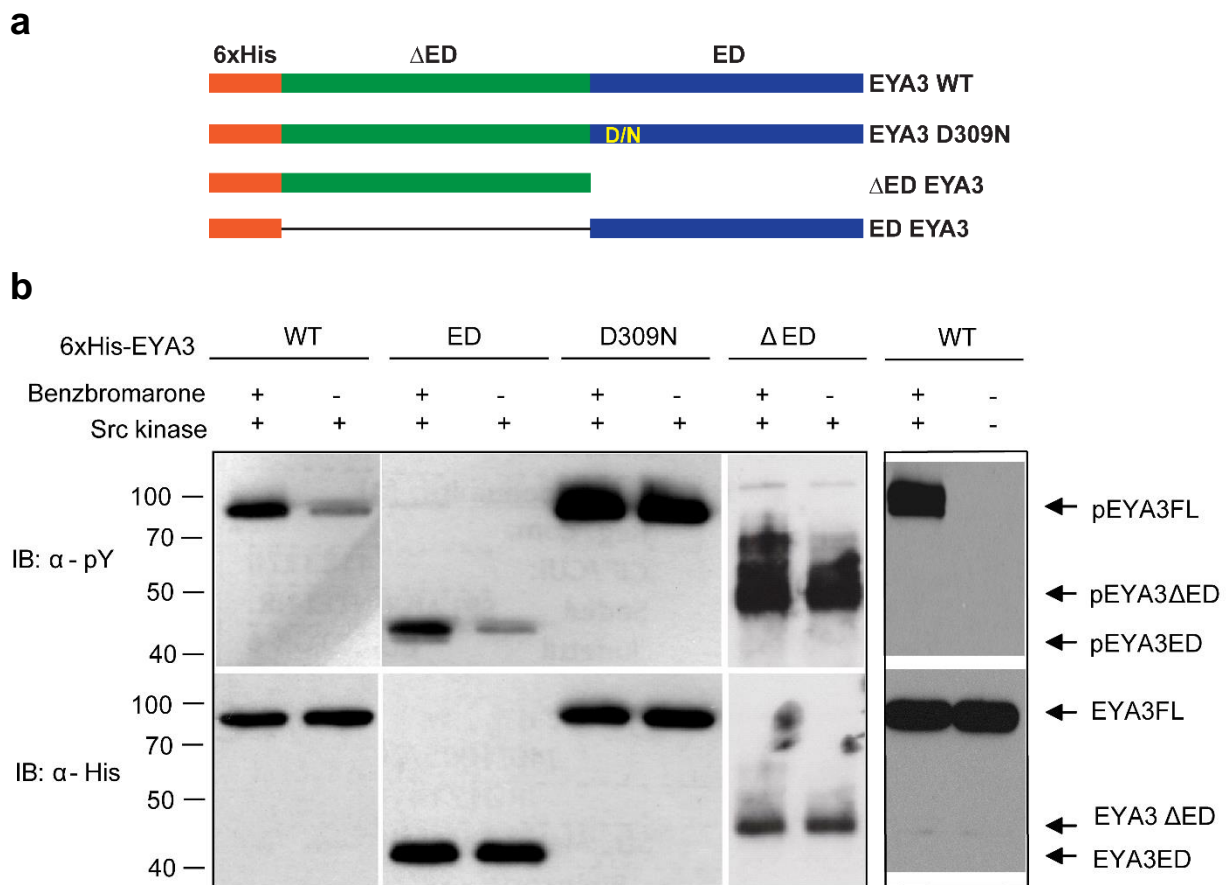 a
6xHis ΔED ED
EYA3 WT
D/N EYA3 D309N
ΔED EYA3
ED EYA3
b
6xHis-EYA3 WT ED D309N Δ ED WT
Benzbromarone + - + - + - + - + -
Src kinase + + + + + + + + + -
100
70
50
40
IB: α - pY
pEYA3FL
pEYA3ΔED
pEYA3ED
100
70
50
40
IB: α - His
EYA3FL
EYA3 ΔED
EYA3ED